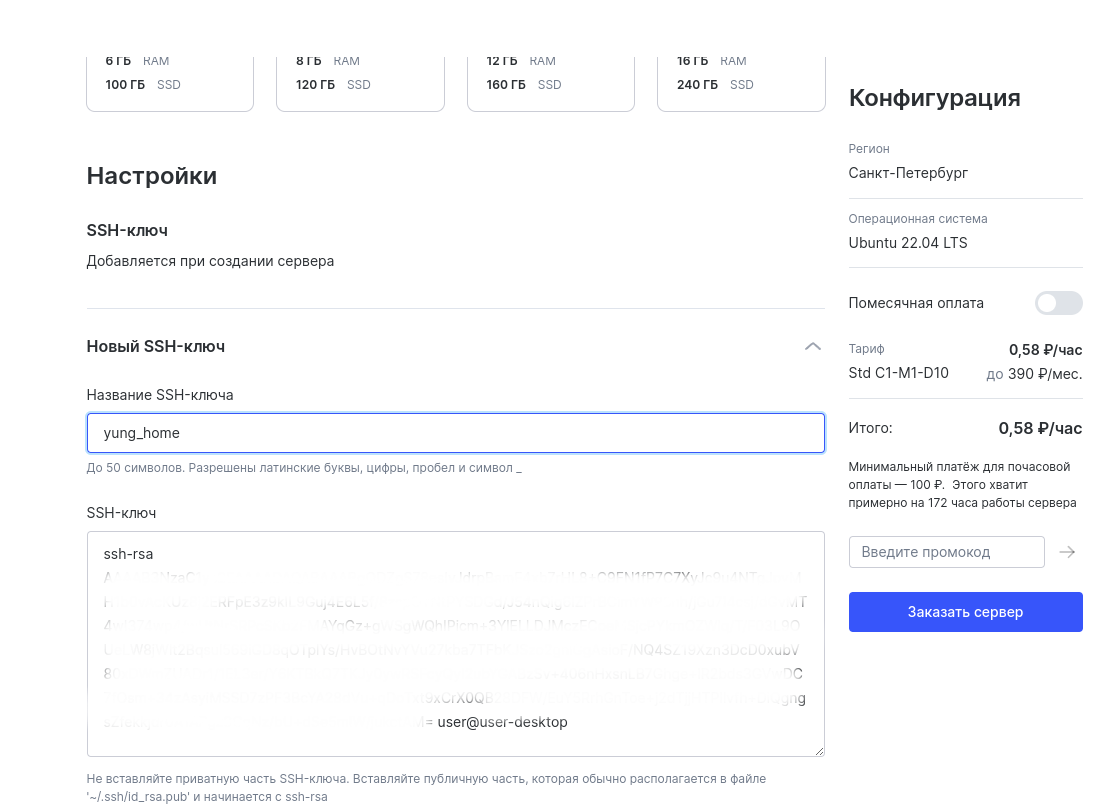 6 ГБ RAM
8 ГБ RAM
12 ГБ RAM
16 ГБ RAM
100 ГБ SSD
120 ГБ SSD
160 ГБ SSD
240 ГБ SSD
Настройки
SSH-ключ
Добавляется при создании сервера
Новый SSH-ключ
Название SSH-ключа
yung_home
До 50 символов. Разрешены латинские буквы, цифры, пробел и символ _
SSH-ключ
ssh-rsa
user@user-desktop
Не вставляйте приватную часть SSH-ключа. Вставляйте публичную часть, которая обычно располагается в файле
'~/.ssh/id_rsa.pub' и начинается с ssh-rsa
Конфигурация
Регион
Санкт-Петербург
Операционная система
Ubuntu 22.04 LTS
Помесячная оплата
Тариф 0,58 ₽/час
Std C1-M1-D10 до 390 ₽/мес.
Итого: 0,58 ₽/час
Минимальный платёж для почасовой
оплаты — 100 ₽. Этого хватит
примерно на 172 часа работы сервера
Введите промокод
Заказать сервер